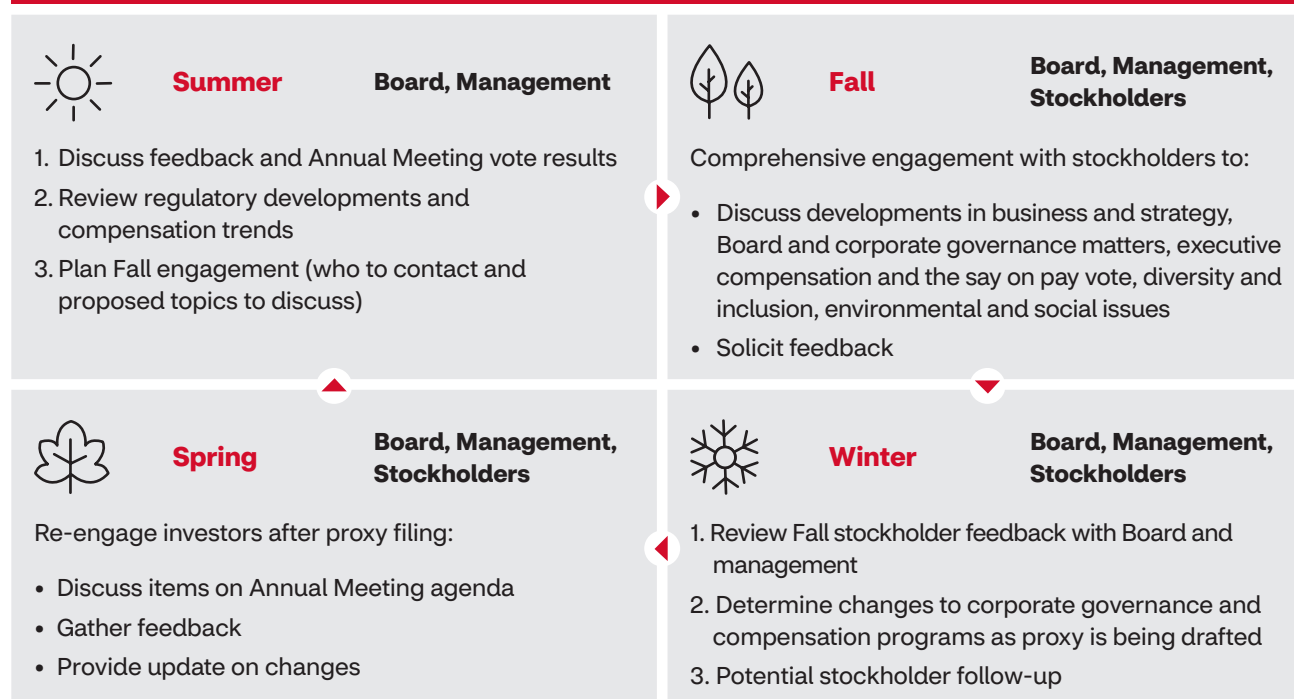 Summer
Board, Management
1. Discuss feedback and Annual Meeting vote results
2. Review regulatory developments and
compensation trends
3. Plan Fall engagement (who to contact and
proposed topics to discuss)
Fall
Board, Management,
Stockholders
Comprehensive engagement with stockholders to:
• Discuss developments in business and strategy,
Board and corporate governance matters, executive
compensation and the say on pay vote, diversity and
inclusion, environmental and social issues
• Solicit feedback
Spring
Board, Management,
Stockholders
Re-engage investors after proxy filing:
• Discuss items on Annual Meeting agenda
• Gather feedback
• Provide update on changes
Winter
Board, Management,
Stockholders
1. Review Fall stockholder feedback with Board and
management
2. Determine changes to corporate governance and
compensation programs as proxy is being drafted
3. Potential stockholder follow-up